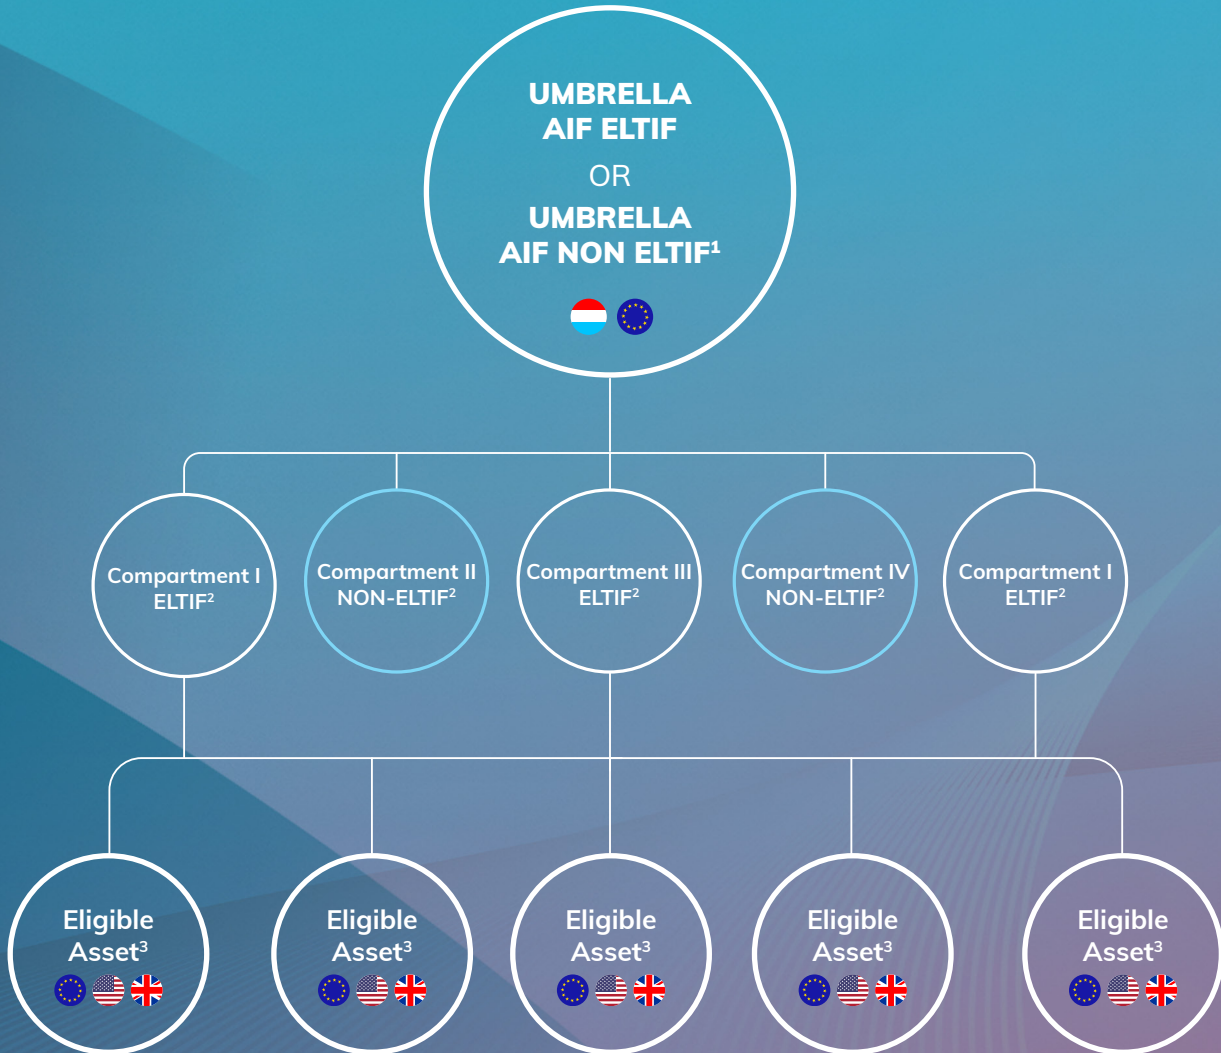 UMBRELLA
AIF ELTIF
OR
UMBRELLA
AIF NON ELTIF¹
Compartment I
ELTIF²
Compartment II
NON-ELTIF²
Compartment III
ELTIF²
Compartment IV
NON-ELTIF²
Compartment I
ELTIF²
Eligible
Asset³
Eligible
Asset³
Eligible
Asset³
Eligible
Asset³
Eligible
Asset³